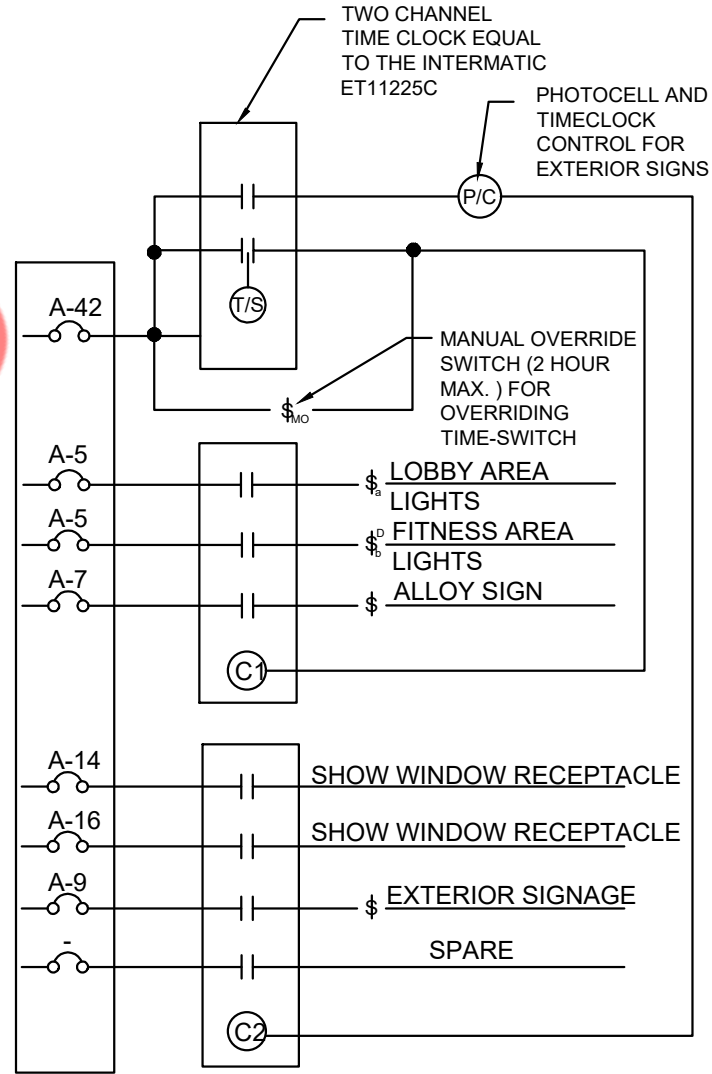 TWO CHANNEL
TIME CLOCK EQUAL
TO THE INTERMATIC
ET11225C
PHOTOCELL AND
TIMECLOCK
CONTROL FOR
EXTERIOR SIGNS
P/C
A-42
T/S
MANUAL OVERRIDE
SWITCH (2 HOUR
MAX. ) FOR
OVERRIDING
TIME-SWITCH
$MO
A-5
$a LOBBY AREA
LIGHTS
A-5
$D b FITNESS AREA
LIGHTS
A-7
$ ALLOY SIGN
C1
A-14
SHOW WINDOW RECEPTACLE
A-16
SHOW WINDOW RECEPTACLE
A-9
$ EXTERIOR SIGNAGE
-
SPARE
C2